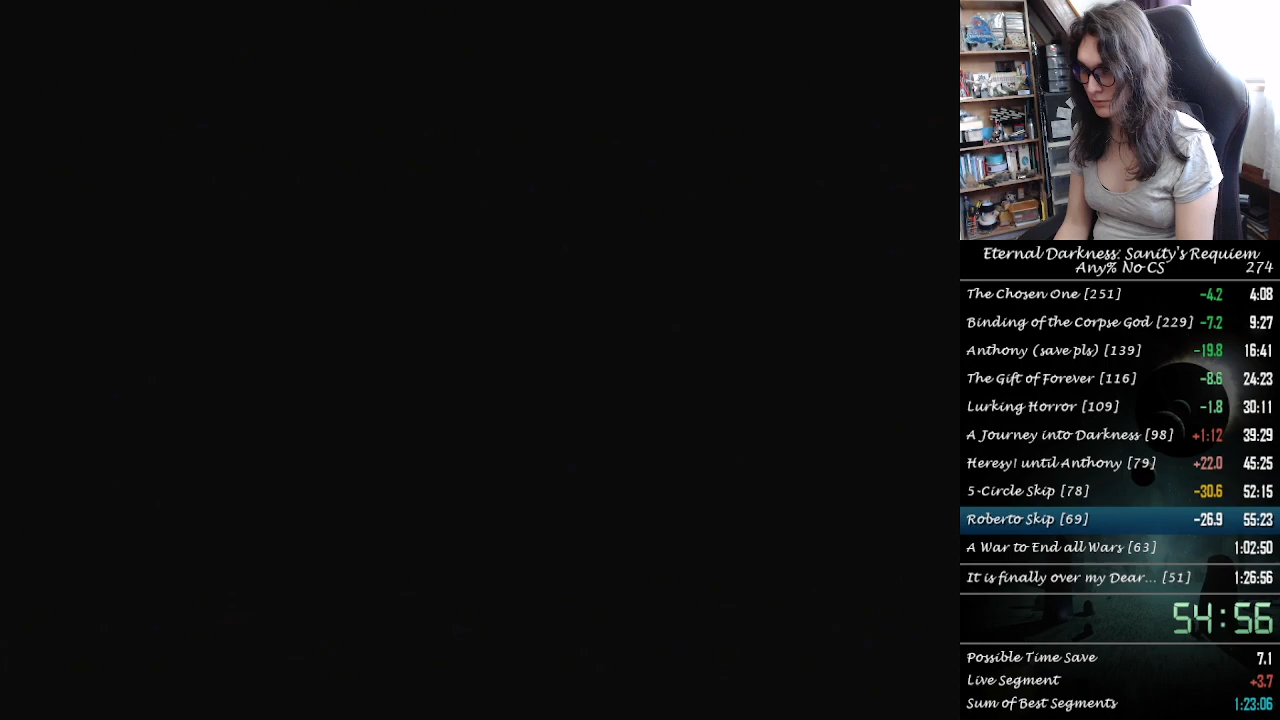 Eternal Darkness: Sanity's Requiem
Any% No CS 274
The Chosen One [251] -4.2 4:08
Binding of the Corpse God [229] -7.2 9:27
Anthony (save pls) [139] -19.8 16:41
The Gift of Forever [116] -8.6 24:23
Lurking Horror [109] -1.8 30:11
A Journey into Darkness [98] +1:12 39:29
Heresy! until Anthony [79] +22.0 45:25
5-Circle Skip [78] -30.6 52:15
Roberto Skip [69] -26.9 55:23
A War to End all Wars [63] 1:02:50
It is finally over my Dear... [51] 1:26:56
54:56
Possible Time Save 7.1
Live Segment +3.7
Sum of Best Segments 1:23:06